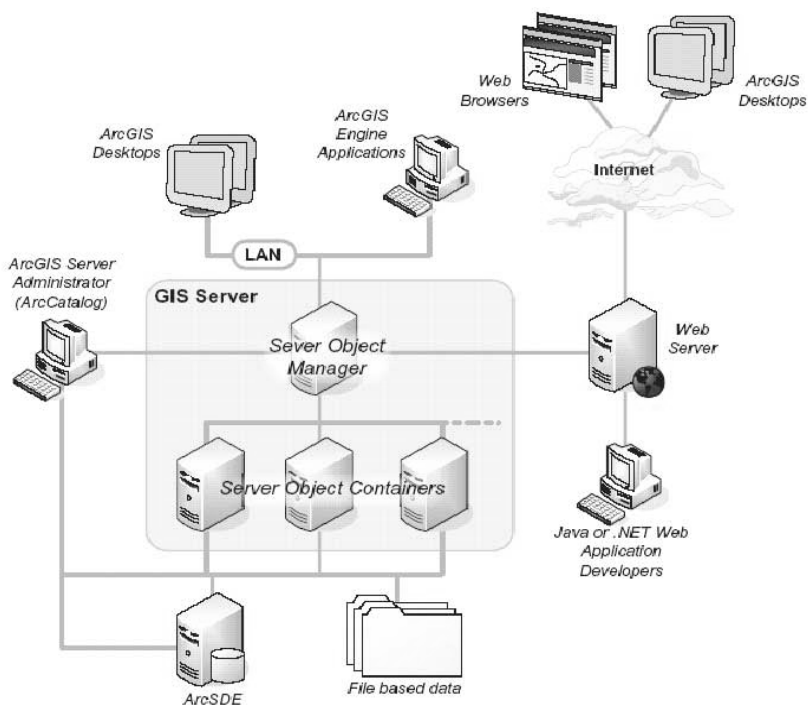 Web
Browsers
ArcGIS
Desktops
ArcGIS
Desktops
ArcGIS
Engine
Applications
Internet
LAN
ArcGIS Server
Administrator
(ArcCatalog)
GIS Server
Sever Object
Manager
Web
Server
Server Object Containers
Java or .NET Web
Application
Developers
ArcSDE
File based data